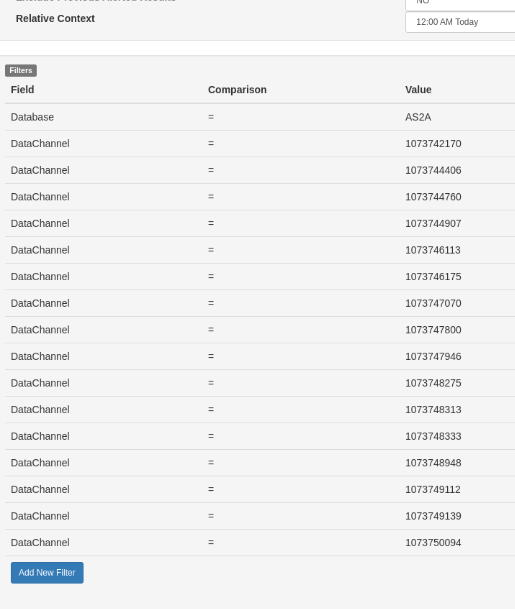 NO
Relative Context 12:00 AM Today
Filters
Field Comparison Value
Database = AS2A
DataChannel = 1073742170
DataChannel = 1073744406
DataChannel = 1073744760
DataChannel = 1073744907
DataChannel = 1073746113
DataChannel = 1073746175
DataChannel = 1073747070
DataChannel = 1073747800
DataChannel = 1073747946
DataChannel = 1073748275
DataChannel = 1073748313
DataChannel = 1073748333
DataChannel = 1073748948
DataChannel = 1073749112
DataChannel = 1073749139
DataChannel = 1073750094
Add New Filter